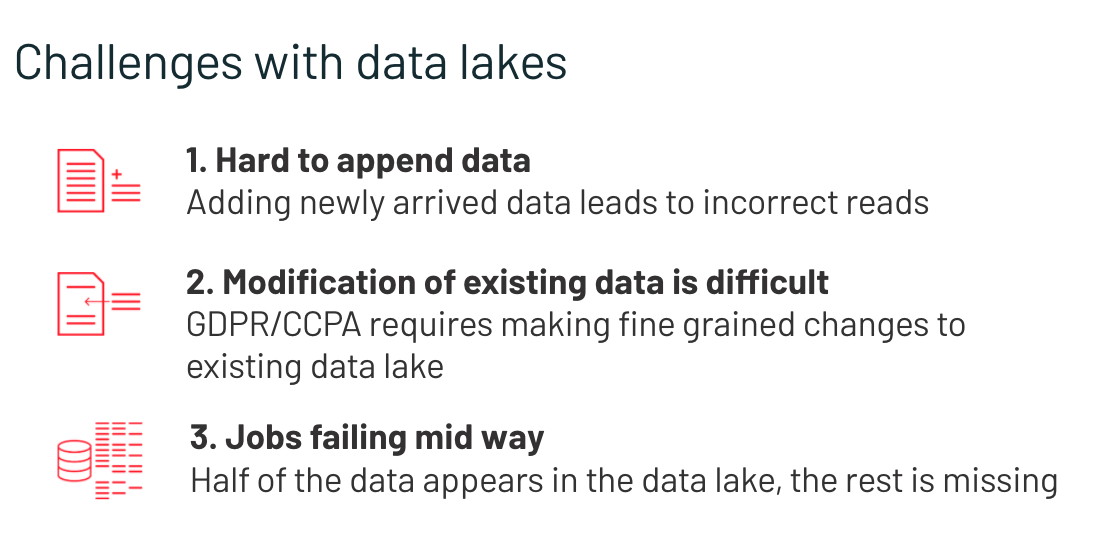 Challenges with data lakes
1. Hard to append data
Adding newly arrived data leads to incorrect reads
2. Modification of existing data is difficult
GDPR/CCPA requires making fine grained changes to
existing data lake
3. Jobs failing mid way
Half of the data appears in the data lake, the rest is missing